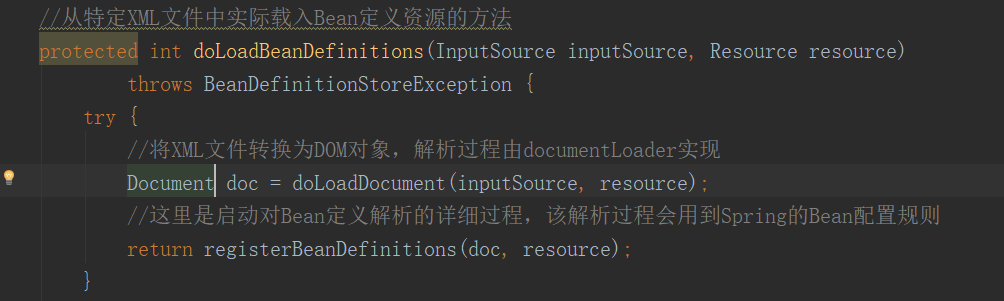 //从特定XML文件中实际载入Bean定义资源的方法
protected int doLoadBeanDefinitions(InputSource inputSource, Resource resource)
throws BeanDefinitionStoreException {
try {
//将XML文件转换为DOM对象，解析过程由documentLoader实现
Document doc = doLoadDocument(inputSource, resource);
//这里是启动对Bean定义解析的详细过程，该解析过程会用到Spring的Bean配置规则
return registerBeanDefinitions(doc, resource);
}